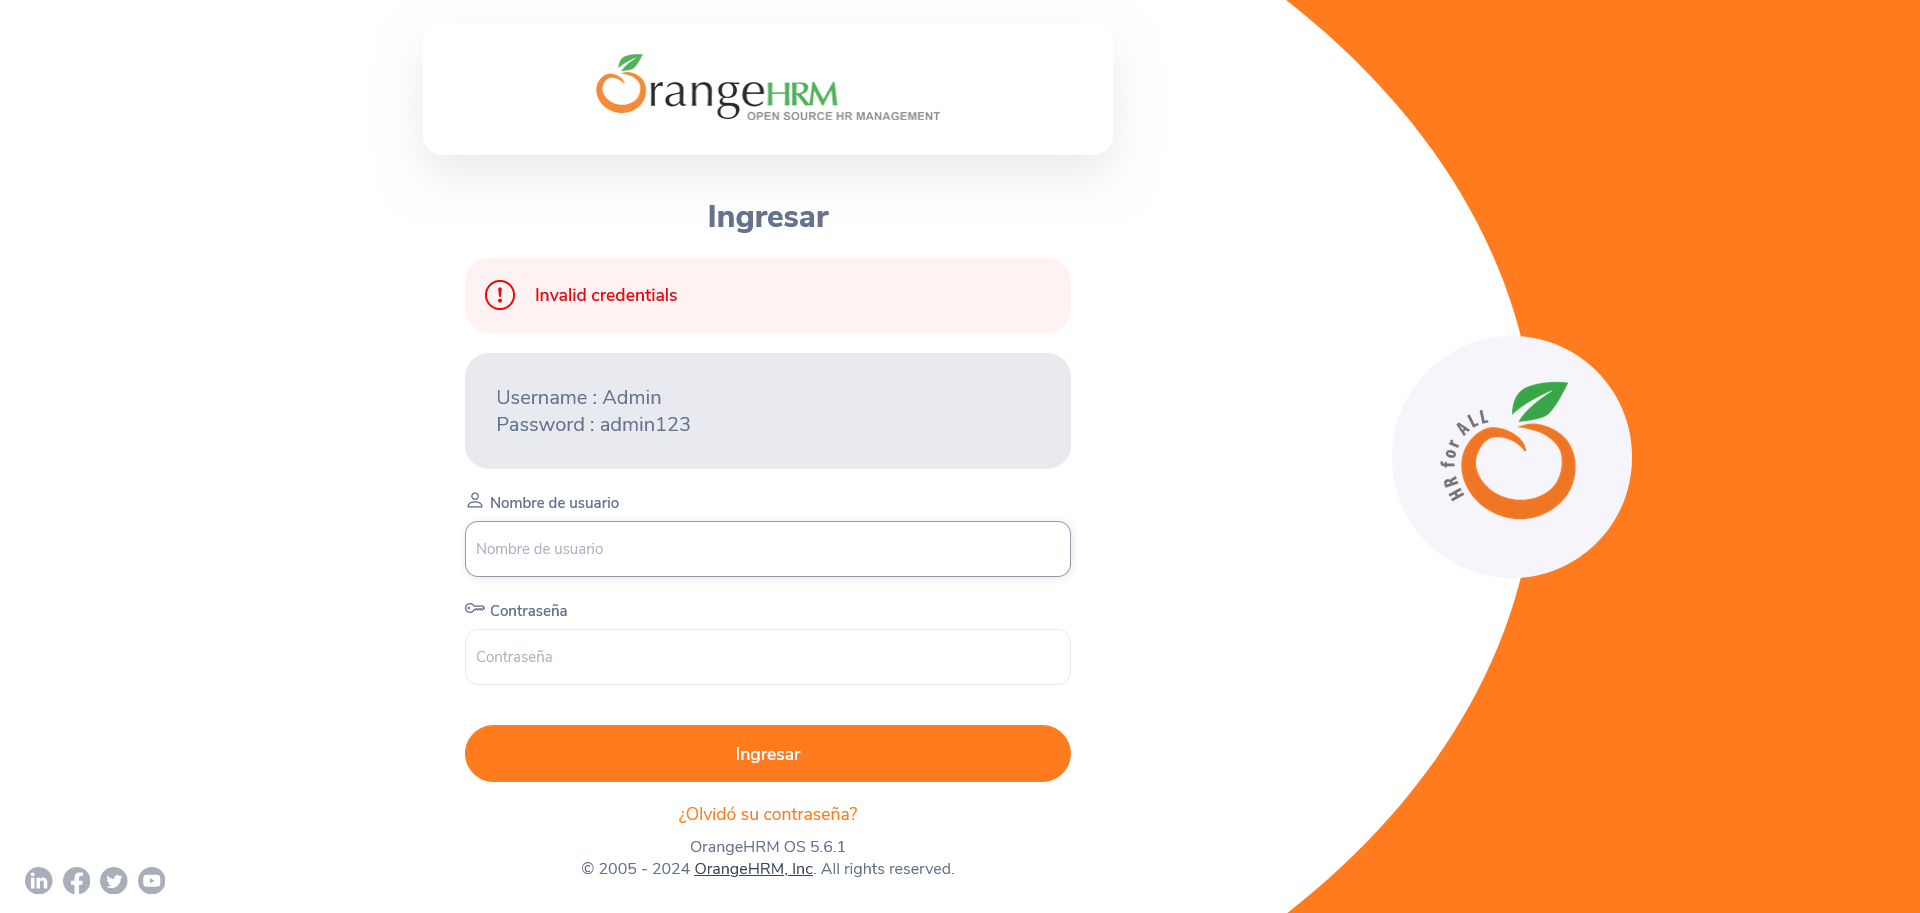 OrangeHRM
OPEN SOURCE HR MANAGEMENT
Ingresar
Invalid credentials
Username : Admin
Password : admin123
Nombre de usuario
Nombre de usuario
Contraseña
Contraseña
Ingresar
¿Olvidó su contraseña?
OrangeHRM OS 5.6.1
© 2005 - 2024 OrangeHRM, Inc. All rights reserved.
HR for ALL